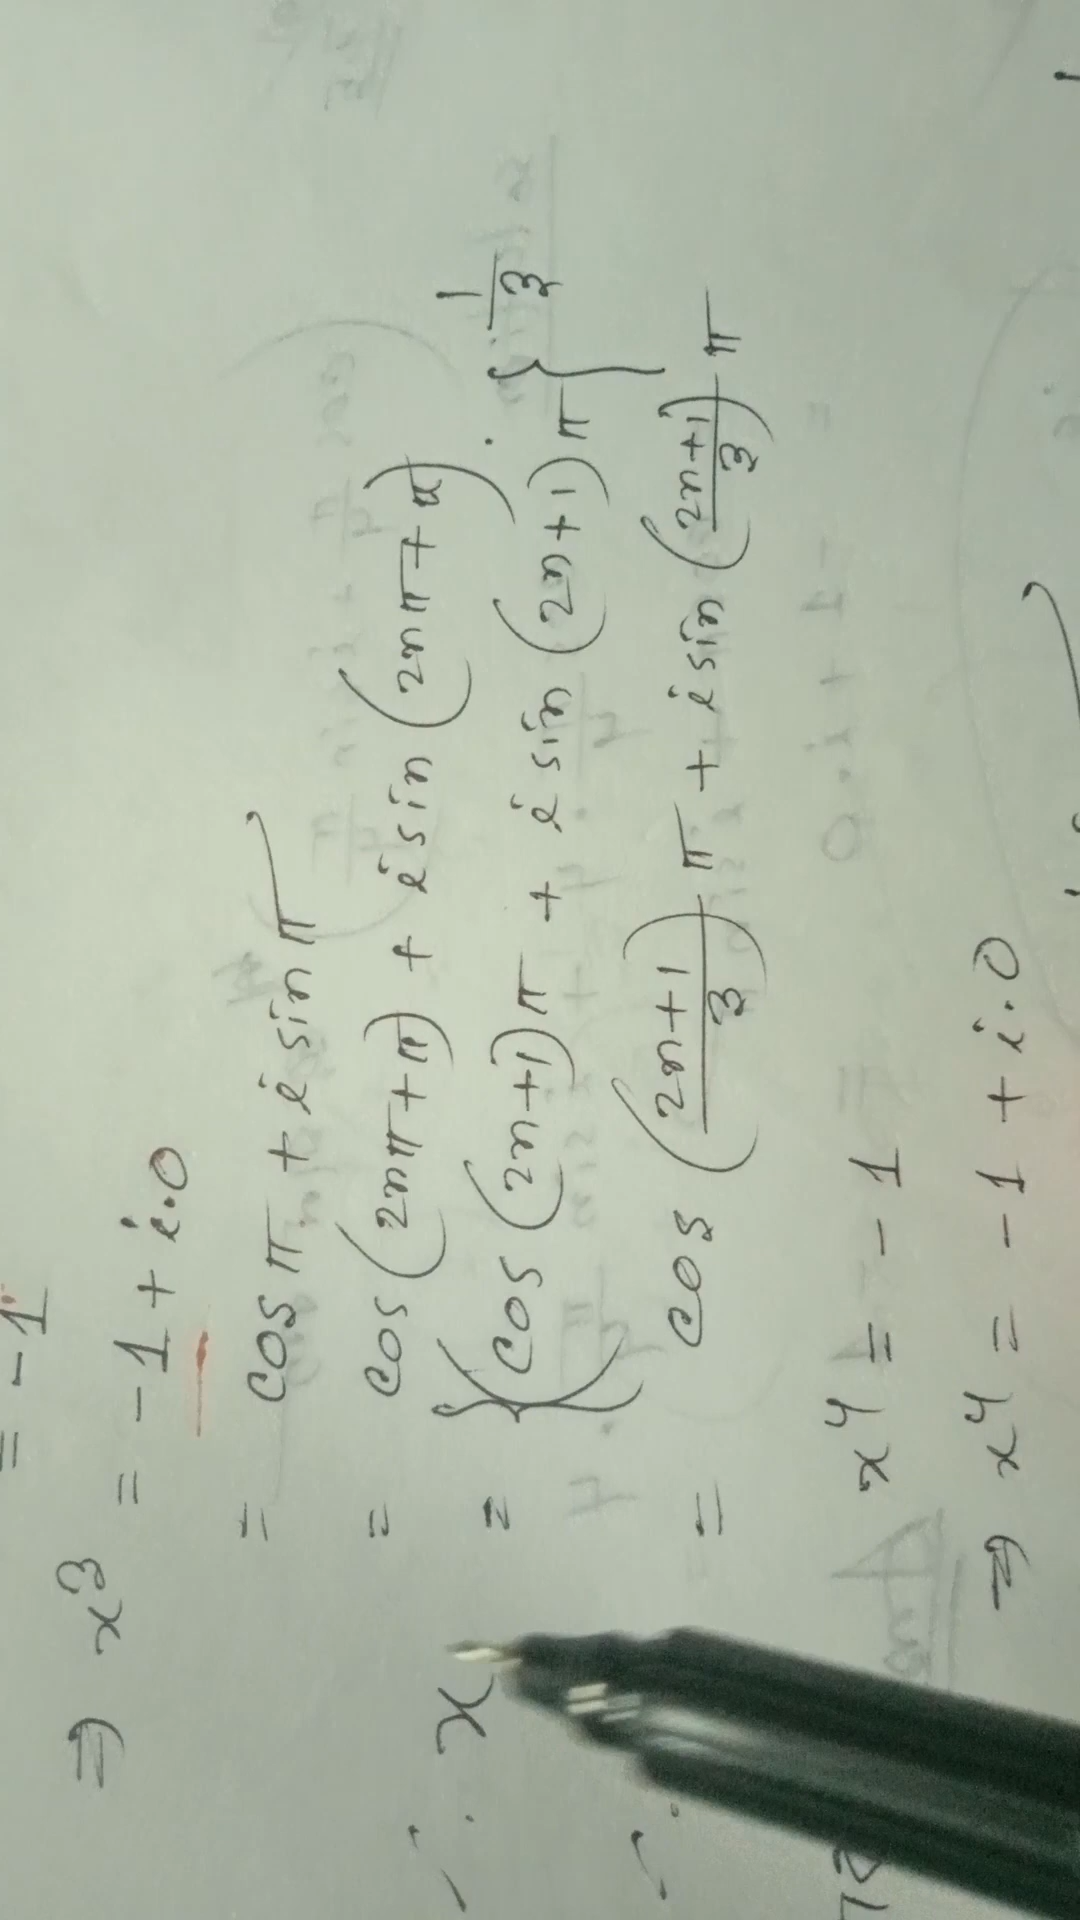 = -1
⇒ x³ = -1 + i.0
= cos π + i sin π
= cos (2nπ + π) + i sin (2nπ + π)
∴ x = {cos (2n+1)π + i sin (2n+1)π}^(1/3)
∴ = cos ((2n+1)/3) π + i sin ((2n+1)/3) π
x⁴ = -1
⇒ x⁴ = -1 + i.0